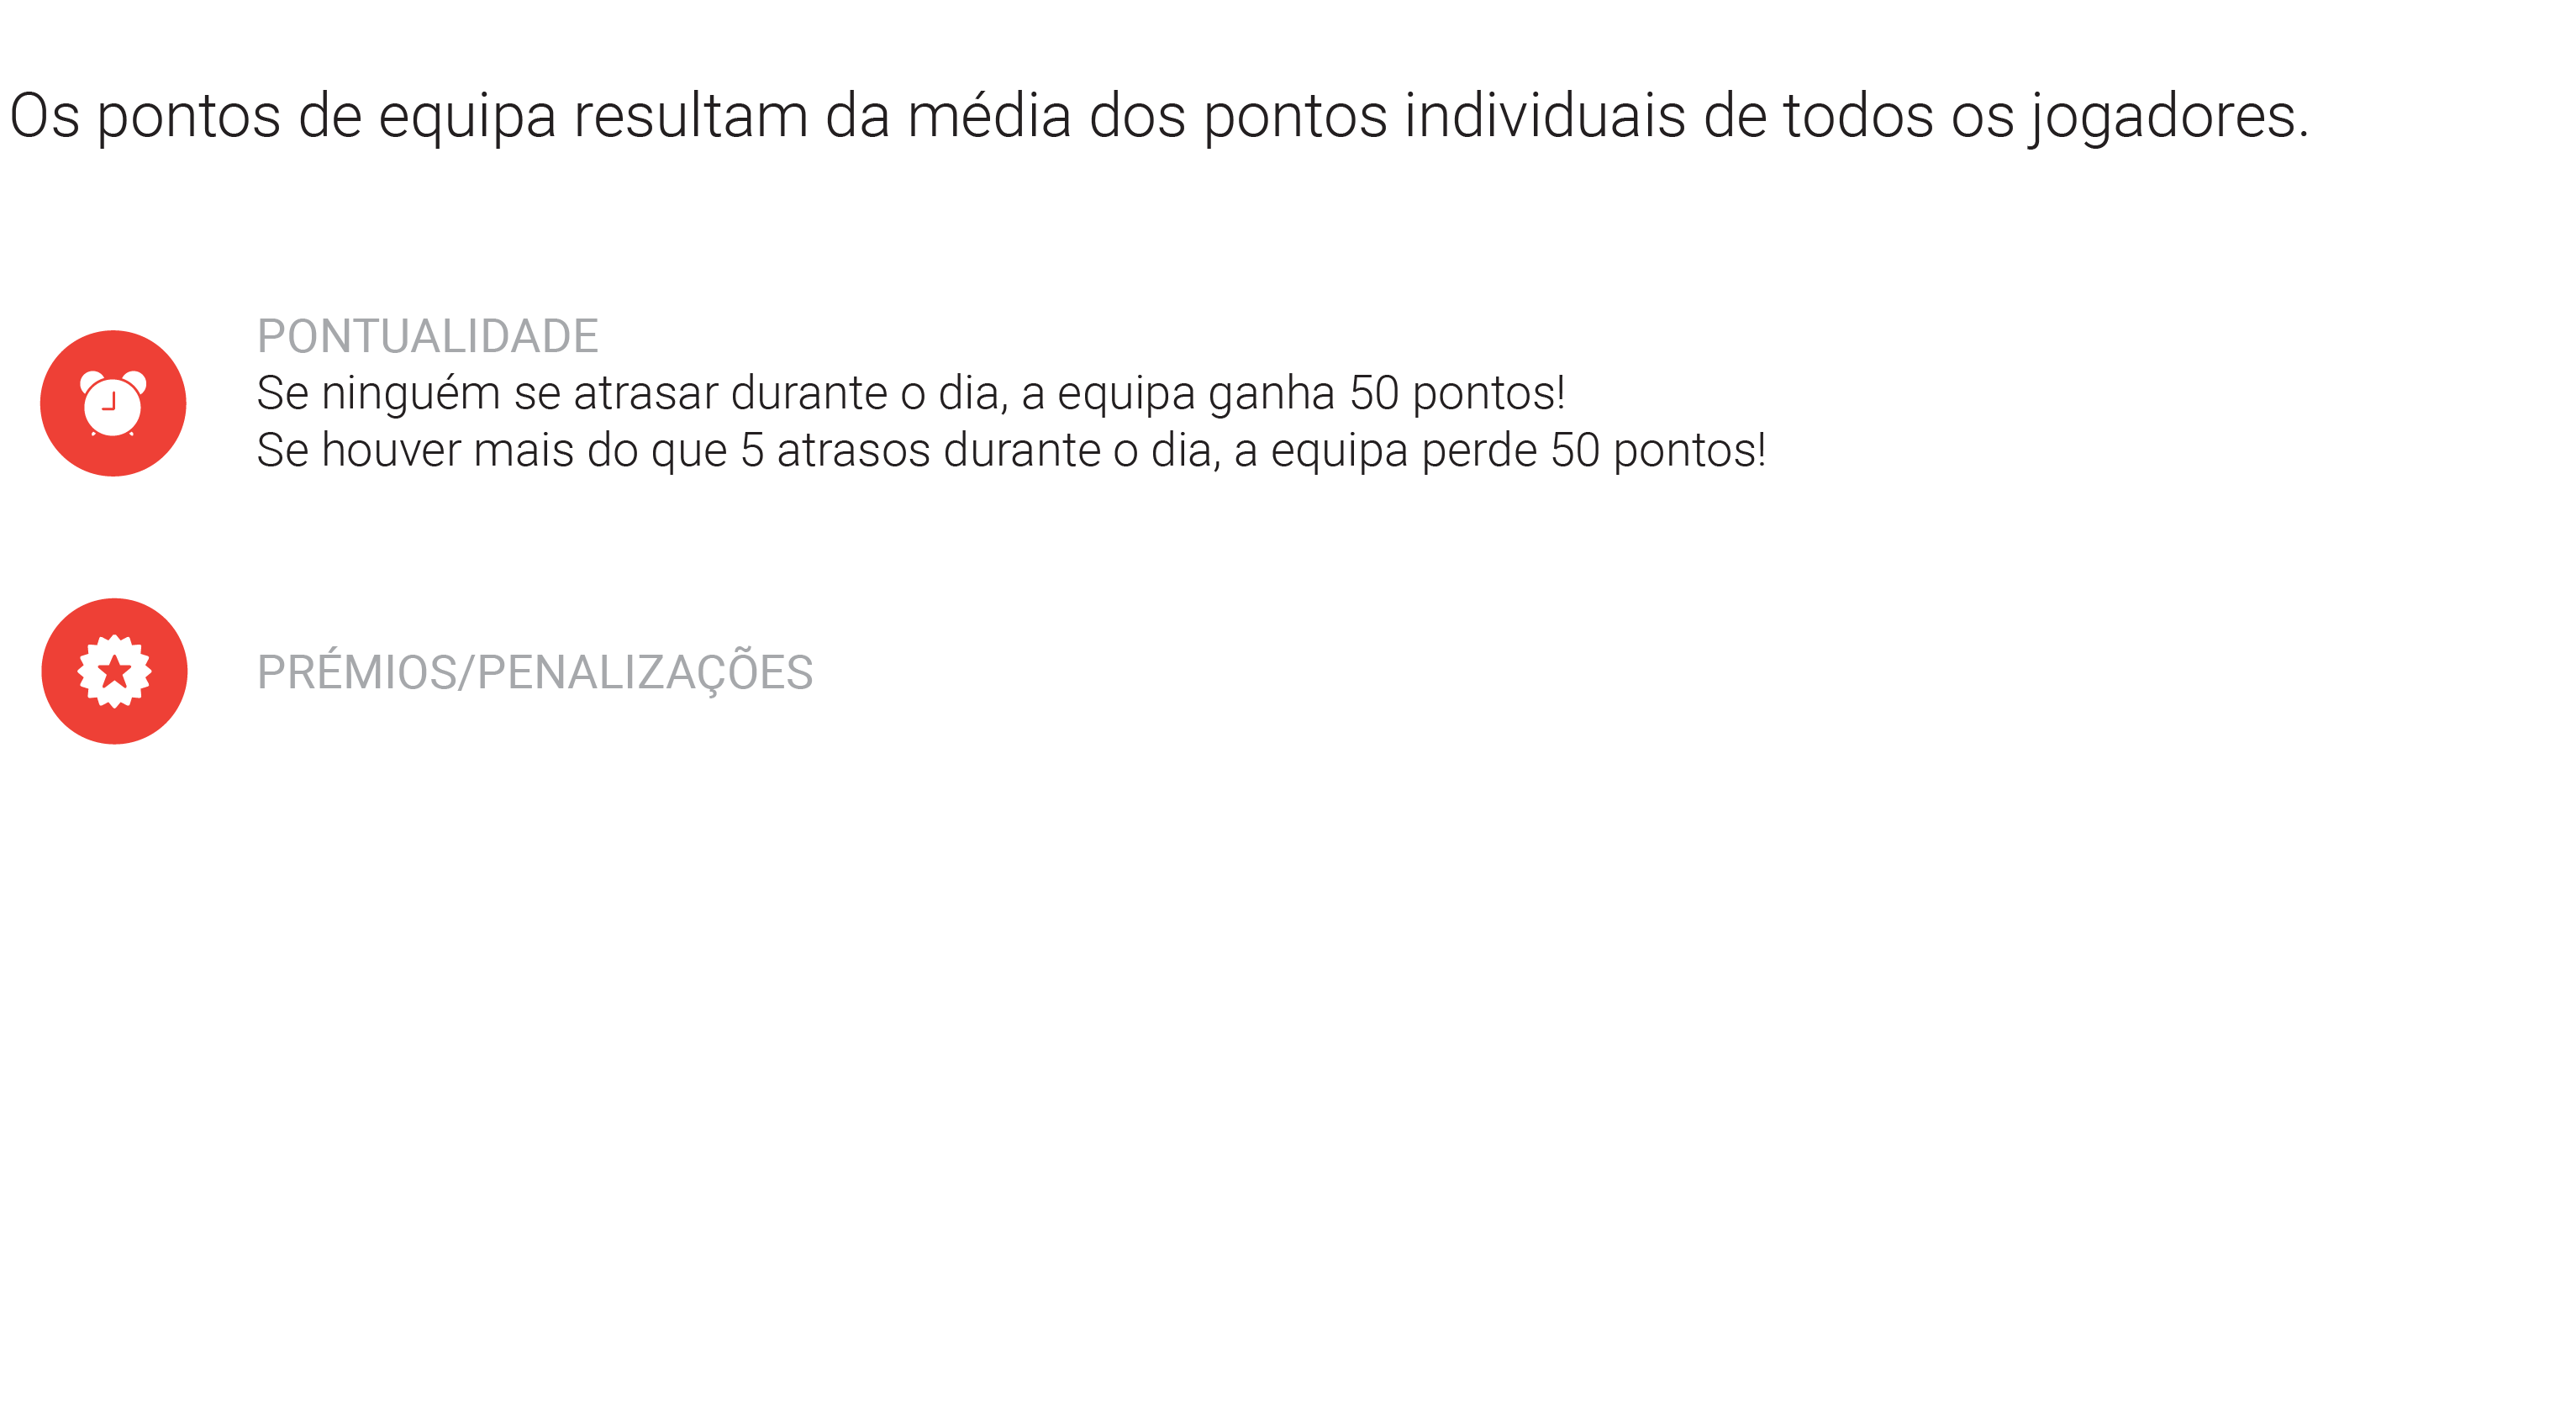 Os pontos de equipa resultam da média dos pontos individuais de todos os jogadores.
PONTUALIDADE
Se ninguém se atrasar durante o dia, a equipa ganha 50 pontos!
Se houver mais do que 5 atrasos durante o dia, a equipa perde 50 pontos!
PRÉMIOS/PENALIZAÇÕES